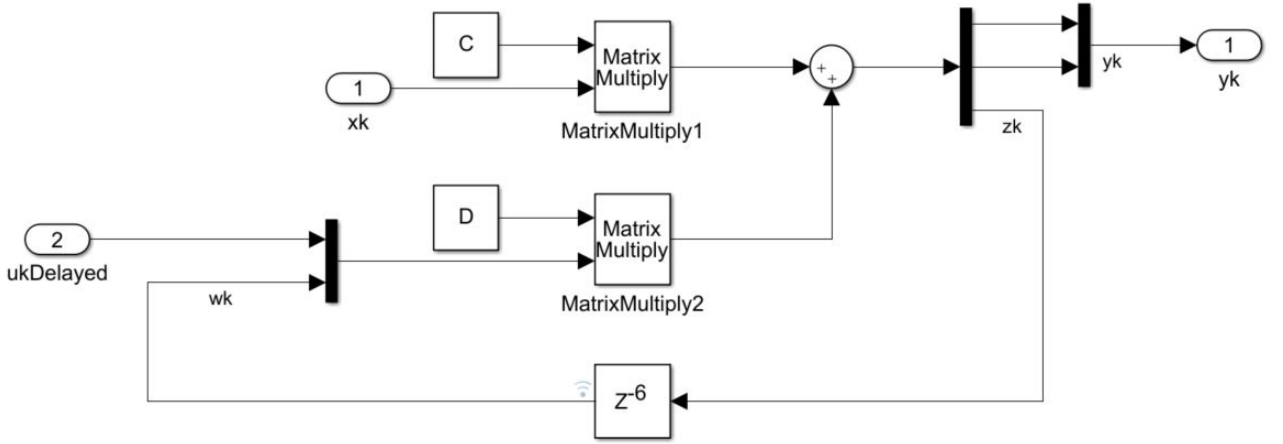 C
Matrix
Multiply
MatrixMultiply1
1
xk
+
+
zk
yk
1
yk
2
ukDelayed
wk
D
Matrix
Multiply
MatrixMultiply2
Z-6